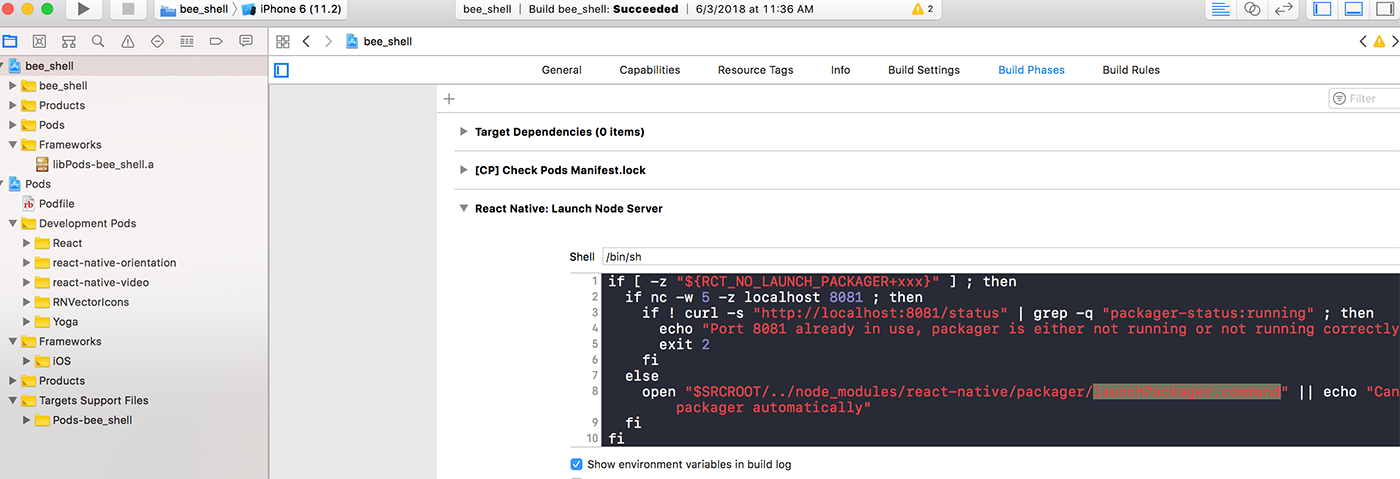 bee_shell
iPhone 6 (11.2)
bee_shell | Build bee_shell: Succeeded | 6/3/2018 at 11:36 AM
2
bee_shell
bee_shell
bee_shell
Products
Pods
Frameworks
libPods-bee_shell.a
Pods
rb
Podfile
Development Pods
React
react-native-orientation
react-native-video
RNVectorIcons
Yoga
Frameworks
iOS
Products
Targets Support Files
Pods-bee_shell
General
Capabilities
Resource Tags
Info
Build Settings
Build Phases
Build Rules
Filter
Target Dependencies (0 items)
[CP] Check Pods Manifest.lock
React Native: Launch Node Server
Shell /bin/sh
1 if [ -z "${RCT_NO_LAUNCH_PACKAGER+xxx}" ] ; then
2 if nc -w 5 -z localhost 8081 ; then
3 if ! curl -s "http://localhost:8081/status" | grep -q "packager-status:running" ; then
4 echo "Port 8081 already in use, packager is either not running or not running correctly
5 exit 2
6 fi
7 else
8 open "$SRCROOT/../node_modules/react-native/packager/launchPackager.command" || echo "Can
packager automatically"
9 fi
10 fi
Show environment variables in build log